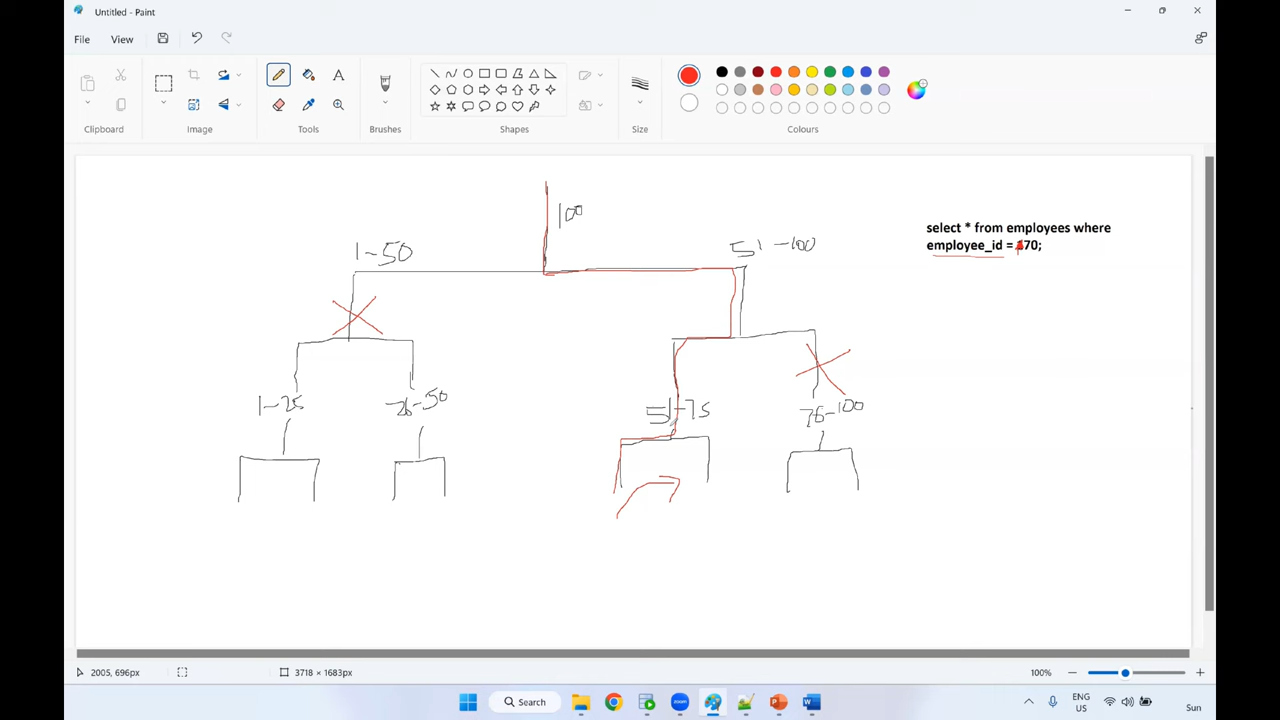 Untitled - Paint
File View
Clipboard Image Tools Brushes Shapes Size Colours
100
1-50 51-100
select * from employees where
employee_id = 70;
1-25 26-50 51-75 76-100
2005, 696px 3718 × 1683px 100%
Search zoom ENG
US Sun